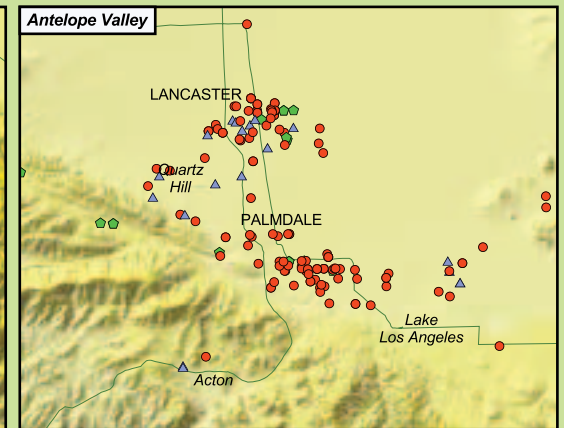 Antelope Valley
LANCASTER
Quartz
Hill
PALMDALE
Lake
Los Angeles
Acton